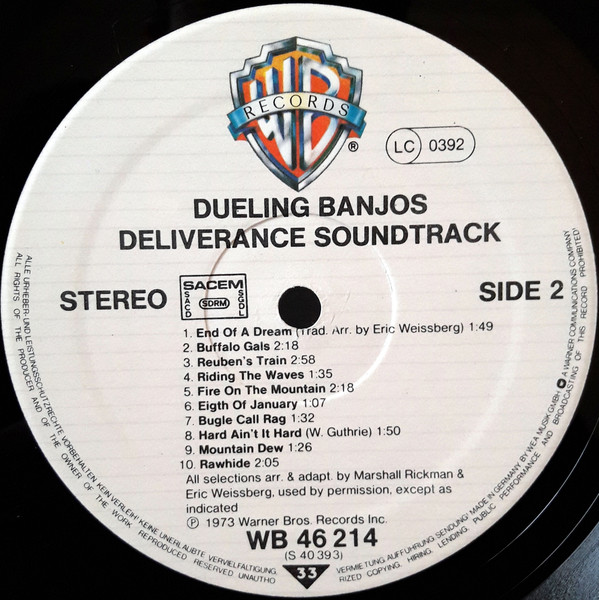 WB
RECORDS
®
LC 0392
DUELING BANJOS
DELIVERANCE SOUNDTRACK
STEREO
SACEM
SACD
SDRM
SGDL
SIDE 2
1. End Of A Dream (Trad. Arr. by Eric Weissberg) 1:49
2. Buffalo Gals 2:18
3. Reuben's Train 2:58
4. Riding The Waves 1:35
5. Fire On The Mountain 2:18
6. Eigth Of January 1:07
7. Bugle Call Rag 1:32
8. Hard Ain't It Hard (W. Guthrie) 1:50
9. Mountain Dew 1:26
10. Rawhide 2:05
All selections arr. & adapt. by Marshall Rickman &
Eric Weissberg, used by permission, except as
indicated
Ⓟ 1973 Warner Bros. Records Inc.
WB 46 214
(S 40 393)
33
ALLE URHEBER-UND LEISTUNGSSCHUTZRECHTE VORBEHALTEN KEIN VERLEIH! KEINE UNERLAUBTE VERVIELFÄLTIGUNG,
VERMIETUNG, AUFFÜHRUNG, SENDUNG! MADE IN GERMANY BY WEA MUSIK GMBH, A WARNER COMMUNICATIONS COMPANY
ALL RIGHTS OF THE PRODUCER AND OF THE OWNER OF THE WORK REPRODUCED RESERVED UNAUTHO
RIZED COPYING, HIRING, LENDING, PUBLIC PERFORMANCE AND BROADCASTING OF THIS RECORD PROHIBITED!